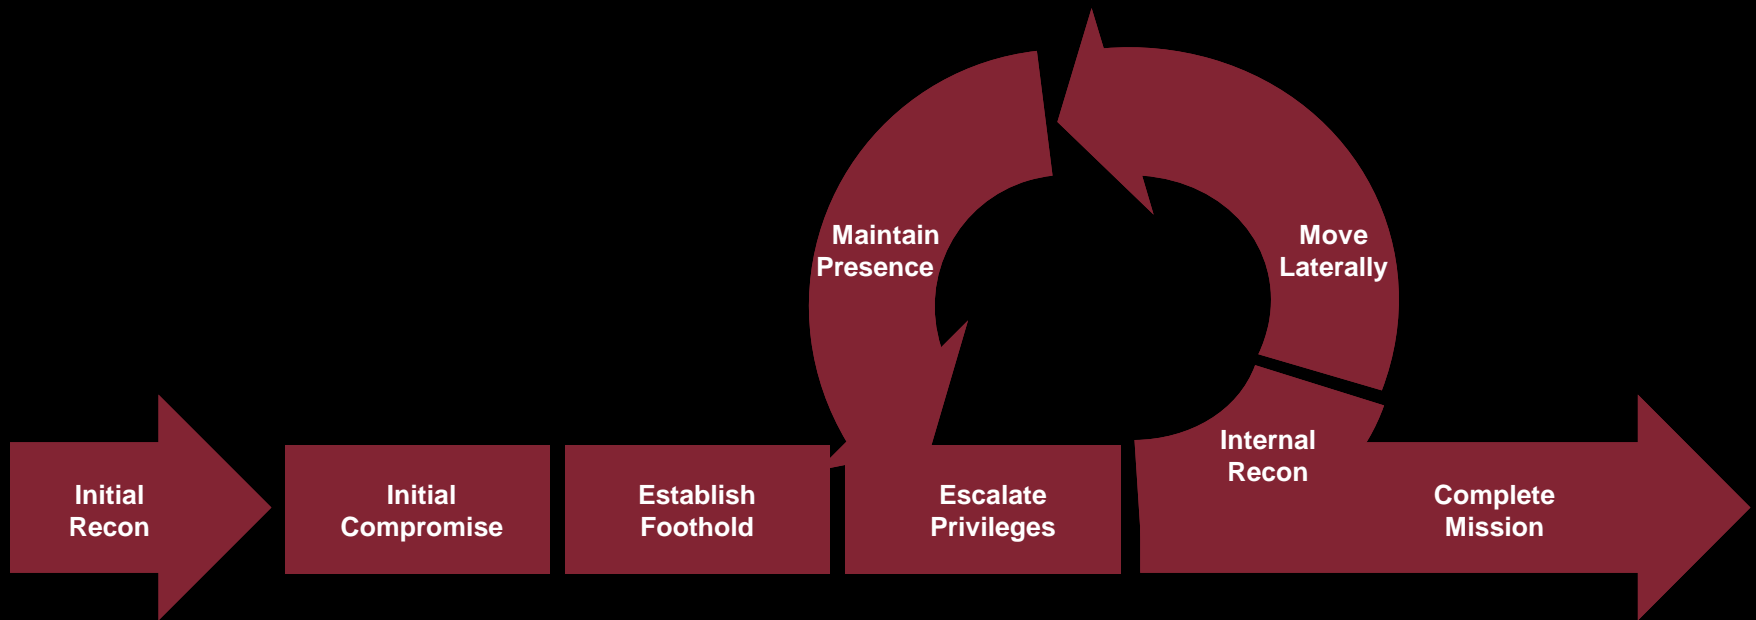 Initial
Recon
Initial
Compromise
Establish
Foothold
Escalate
Privileges
Internal
Recon
Move
Laterally
Maintain
Presence
Complete
Mission